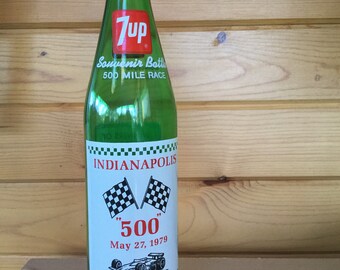 7up
Souvenir Bottle
500 MILE RACE
INDIANAPOLIS
"500"
May 27, 1979